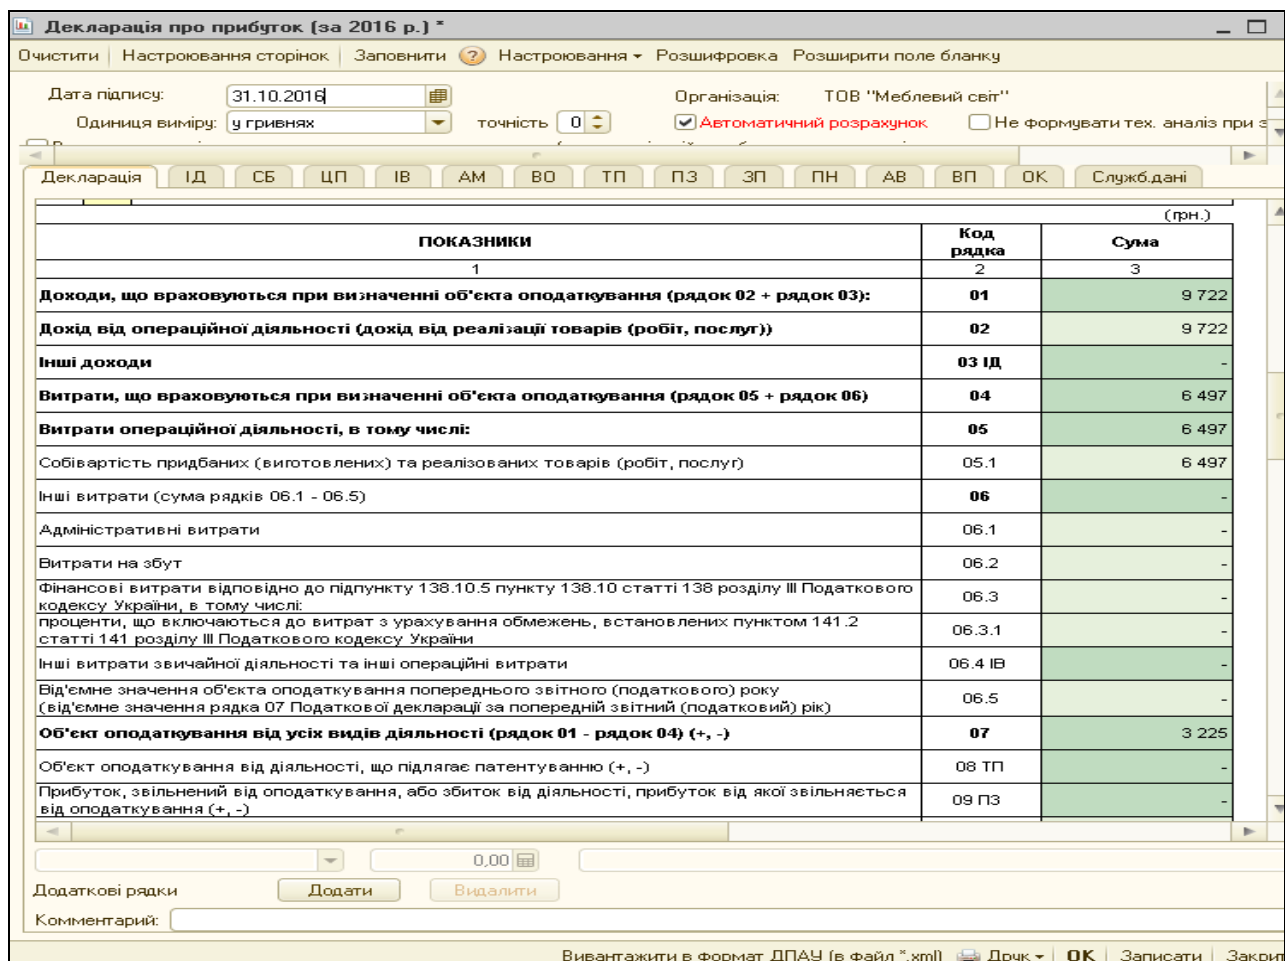 Декларація про прибуток (за 2016 р.) *
Очистити Настроювання сторінок Заповнити ? Настроювання Розшифровка Розширити поле бланку
Дата підпису: 31.10.2016 Організація: ТОВ "Меблевий світ"
Одиниця виміру: у гривнях точність 0 Автоматичний розрахунок Не формувати тех. аналіз при з
Декларація ІД СБ ЦП ІВ АМ ВО ТП ПЗ ЗП ПН АВ ВП ОК Служб.дані
(грн.)
ПОКАЗНИКИ Код рядка Сума
1 2 3
Доходи, що враховуються при визначенні об'єкта оподаткування (рядок 02 + рядок 03): 01 9 722
Дохід від операційної діяльності (дохід від реалізації товарів (робіт, послуг)) 02 9 722
Інші доходи 03 ІД -
Витрати, що враховуються при визначенні об'єкта оподаткування (рядок 05 + рядок 06) 04 6 497
Витрати операційної діяльності, в тому числі: 05 6 497
Собівартість придбаних (виготовлених) та реалізованих товарів (робіт, послуг) 05.1 6 497
Інші витрати (сума рядків 06.1 - 06.5) 06 -
Адміністративні витрати 06.1 -
Витрати на збут 06.2 -
Фінансові витрати відповідно до підпункту 138.10.5 пункту 138.10 статті 138 розділу III Податкового
кодексу України, в тому числі: 06.3 -
проценти, що включаються до витрат з урахування обмежень, встановлених пунктом 141.2
статті 141 розділу III Податкового кодексу України 06.3.1 -
Інші витрати звичайної діяльності та інші операційні витрати 06.4 ІВ -
Від'ємне значення об'єкта оподаткування попереднього звітного (податкового) року
(від'ємне значення рядка 07 Податкової декларації за попередній звітний (податковий) рік) 06.5 -
Об'єкт оподаткування від усіх видів діяльності (рядок 01 - рядок 04) (+, -) 07 3 225
Об'єкт оподаткування від діяльності, що підлягає патентуванню (+, -) 08 ТП -
Прибуток, звільнений від оподаткування, або збиток від діяльності, прибуток від якої звільняється
від оподаткування (+, -) 09 ПЗ -
0,00
Додаткові рядки Додати Видалити
Комментарий:
Вивантажити в формат ДПАУ (в файл *.xml) Друк OK Записати Закрит